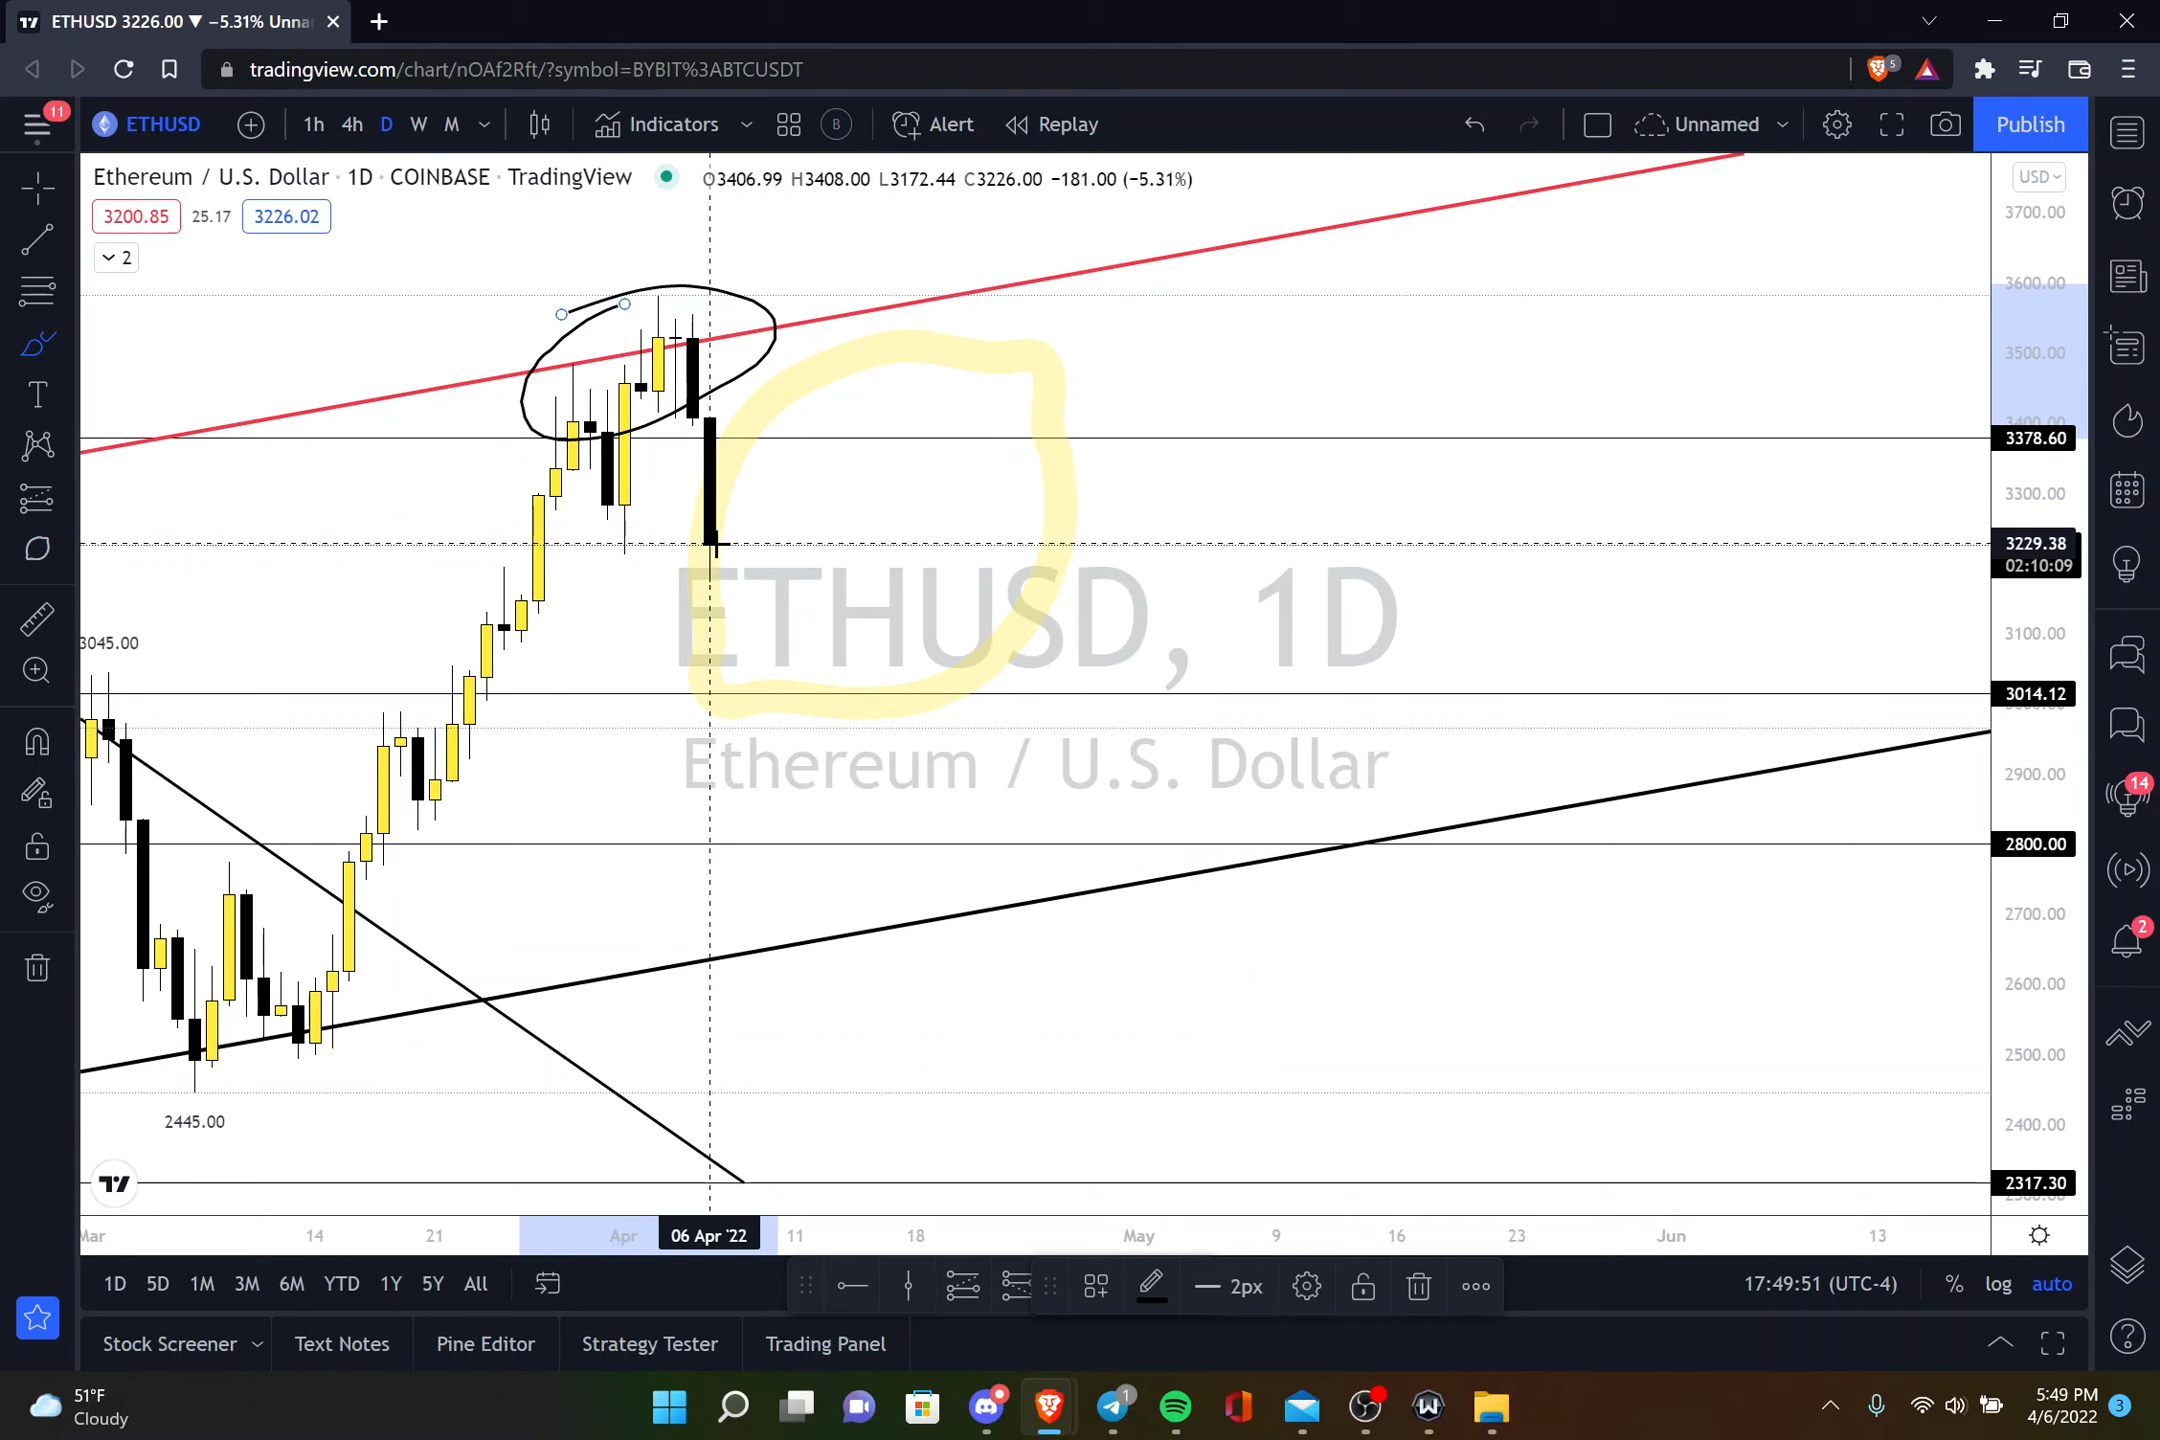 ETHUSD 3226.00 ▼ −5.31% Unna
tradingview.com/chart/nOAf2Rft/?symbol=BYBIT%3ABTCUSDT
5
11
ETHUSD
1h 4h D W M
Indicators
B
Alert
Replay
Unnamed
Publish
Ethereum / U.S. Dollar · 1D · COINBASE · TradingView
O3406.99 H3408.00 L3172.44 C3226.00 −181.00 (−5.31%)
USD
3200.85 25.17 3226.02
2
3700.00
3600.00
3500.00
3378.60
3300.00
3229.38
02:10:09
ETHUSD, 1D
3045.00
3100.00
3014.12
Ethereum / U.S. Dollar
2900.00
14
2800.00
2700.00
2
2600.00
2500.00
2445.00
2400.00
2317.30
Mar 14 21 Apr 06 Apr '22 11 18 May 9 16 23 Jun 13
1D 5D 1M 3M 6M YTD 1Y 5Y All
2px
17:49:51 (UTC-4) % log auto
Stock Screener Text Notes Pine Editor Strategy Tester Trading Panel
51°F
Cloudy
1
5:49 PM
4/6/2022
3